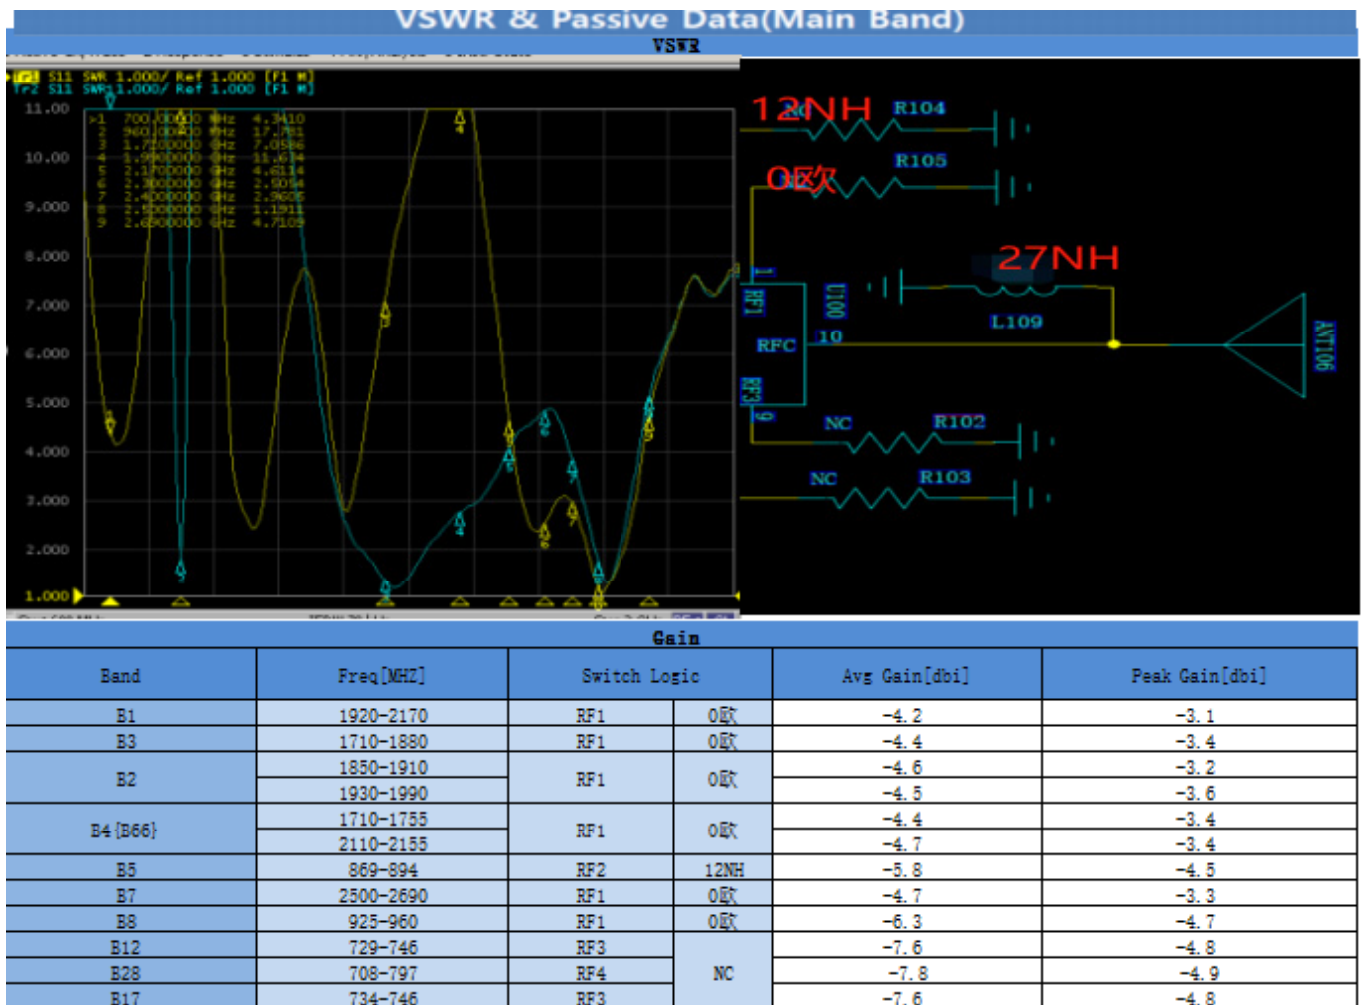 VSWR & Passive Data(Main Band)
VSWR
Tr1 S11 SWR 1.000/ Ref 1.000 [F1 M]
Tr2 S11 SWR 1.000/ Ref 1.000 [F1 M]
11.00
10.00
9.000
8.000
7.000
6.000
5.000
4.000
3.000
2.000
1.000
>1 700.00000 MHz 4.3410
2 960.00000 MHz 17.781
3 1.7100000 GHz 7.0586
4 1.9900000 GHz 11.634
5 2.1700000 GHz 4.6114
6 2.3000000 GHz 2.5054
7 2.4000000 GHz 2.9605
8 2.5000000 GHz 1.1911
9 2.6900000 GHz 4.7109
12NH
R104
R105
0欧
27NH
1
RF1
U100
L109
RFC
10
ANT106
RF3
9
NC
R102
NC
R103
Gain
Band Freq[MHZ] Switch Logic Avg Gain[dbi] Peak Gain[dbi]
B1 1920-2170 RF1 0欧 -4.2 -3.1
B3 1710-1880 RF1 0欧 -4.4 -3.4
B2 1850-1910 RF1 0欧 -4.6 -3.2
1930-1990 -4.5 -3.6
B4{B66} 1710-1755 RF1 0欧 -4.4 -3.4
2110-2155 -4.7 -3.4
B5 869-894 RF2 12NH -5.8 -4.5
B7 2500-2690 RF1 0欧 -4.7 -3.3
B8 925-960 RF1 0欧 -6.3 -4.7
B12 729-746 RF3 -7.6 -4.8
B28 708-797 RF4 NC -7.8 -4.9
B17 734-746 RF3 -7.6 -4.8